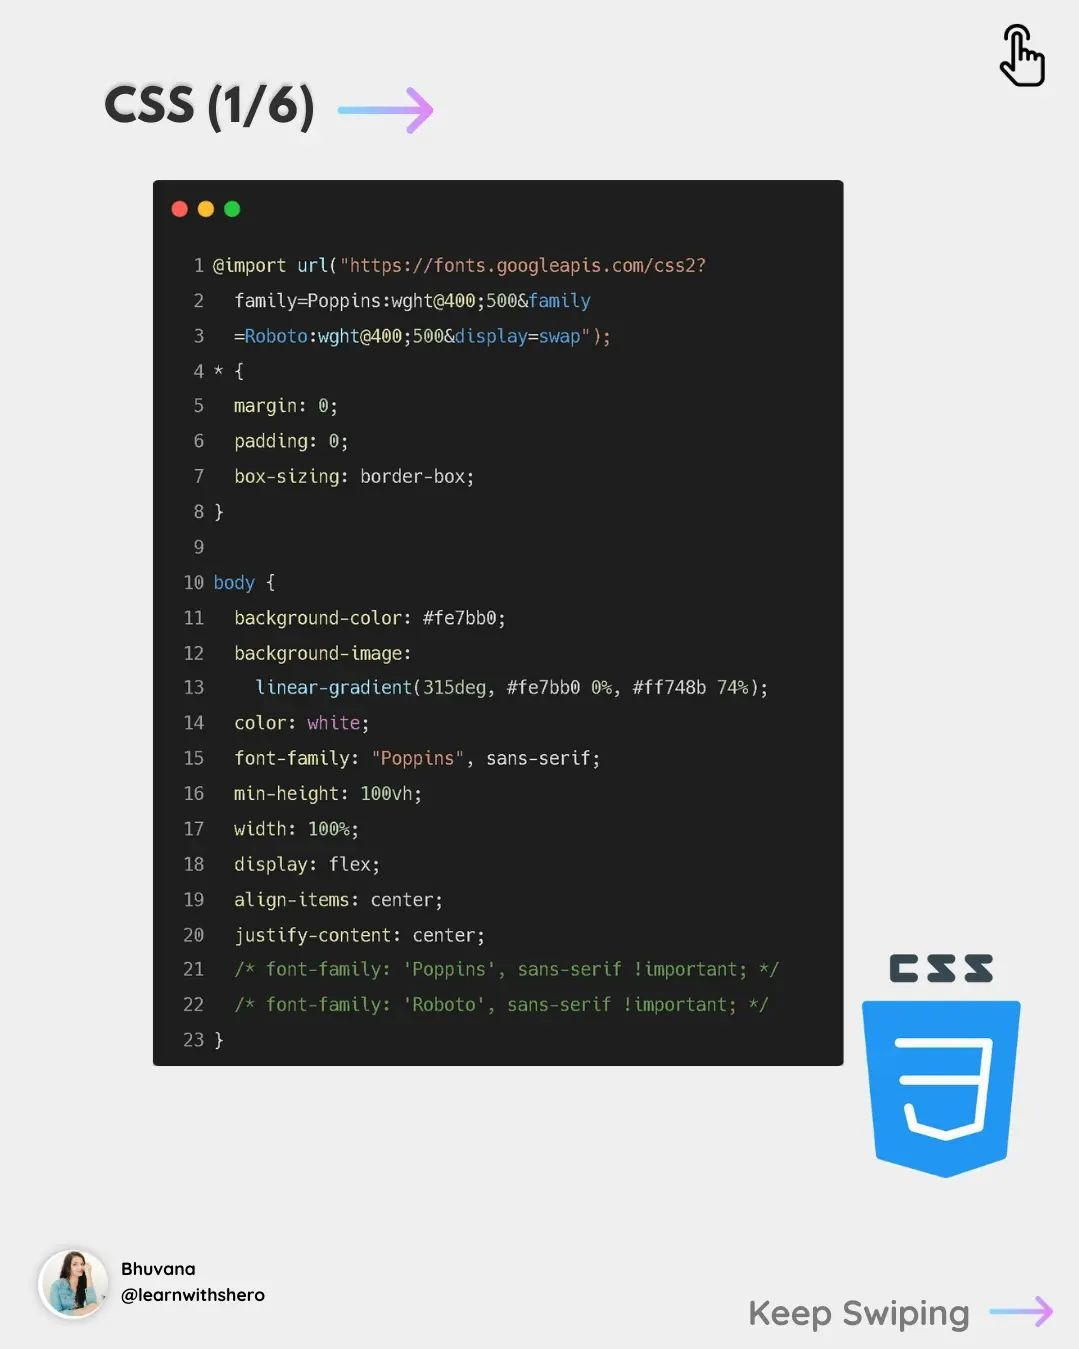 CSS (1/6)
1 @import url("https://fonts.googleapis.com/css2?
2 family=Poppins:wght@400;500&family
3 =Roboto:wght@400;500&display=swap");
4 * {
5 margin: 0;
6 padding: 0;
7 box-sizing: border-box;
8 }
9
10 body {
11 background-color: #fe7bb0;
12 background-image:
13 linear-gradient(315deg, #fe7bb0 0%, #ff748b 74%);
14 color: white;
15 font-family: "Poppins", sans-serif;
16 min-height: 100vh;
17 width: 100%;
18 display: flex;
19 align-items: center;
20 justify-content: center;
21 /* font-family: 'Poppins', sans-serif !important; */
22 /* font-family: 'Roboto', sans-serif !important; */
23 }
CSS
3
Bhuvana
@learnwithshero
Keep Swiping